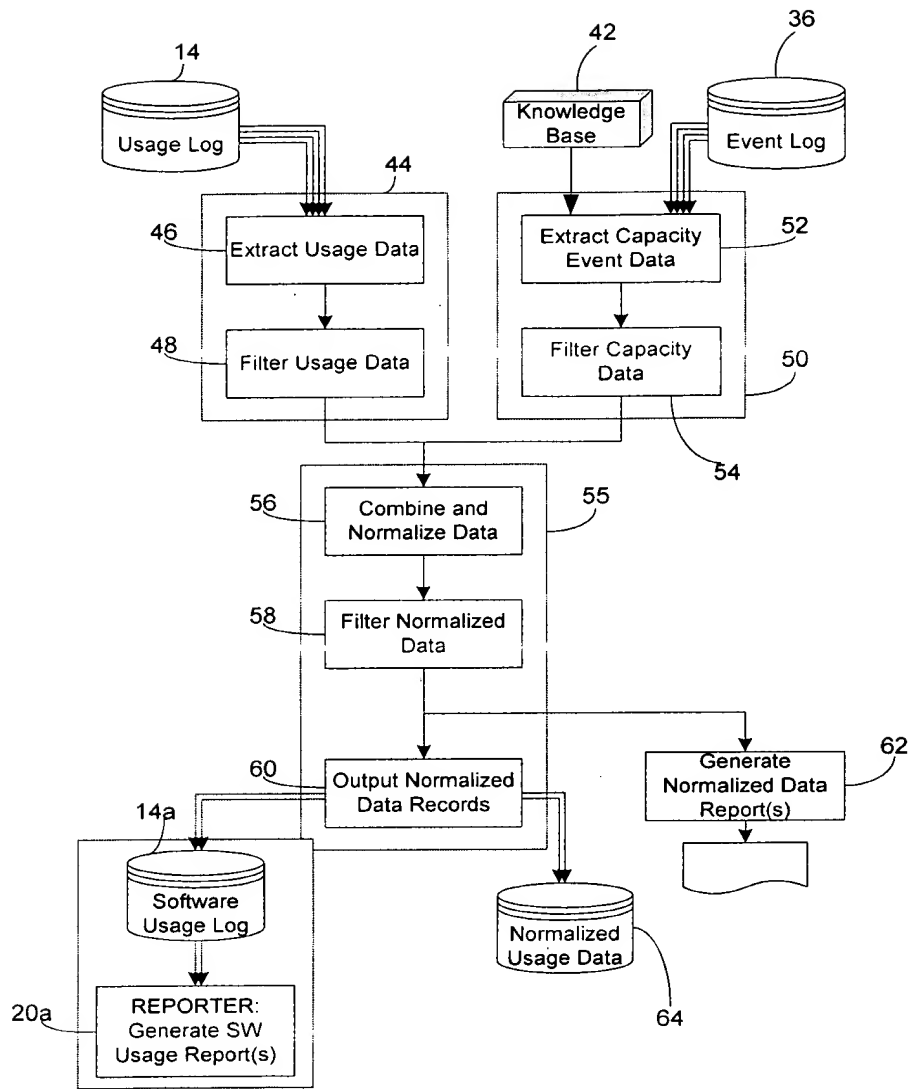 14
42
36
Usage Log
Knowledge
Base
Event Log
44
46
Extract Usage Data
Extract Capacity
Event Data
52
48
Filter Usage Data
Filter Capacity
Data
50
54
56
Combine and
Normalize Data
55
58
Filter Normalized
Data
60
Output Normalized
Data Records
Generate
Normalized Data
Report(s)
62
14a
Software
Usage Log
Normalized
Usage Data
64
20a
REPORTER:
Generate SW
Usage Report(s)